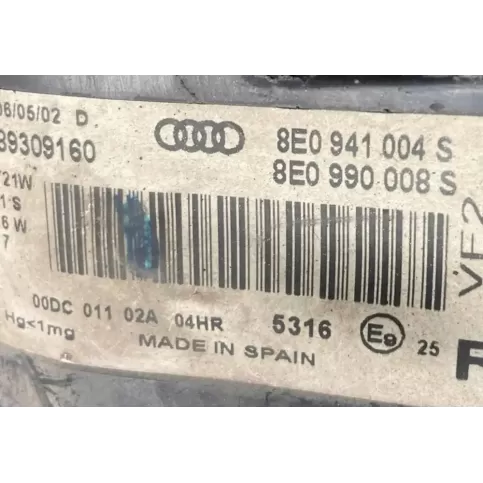 06/05/02 D
89309160
8E0 941 004 S
8E0 990 008 S
/21W
1 S
6 W
7
00DC 011 02A 04HR 5316 E9 25
Hg<1mg
MADE IN SPAIN
VE2
R